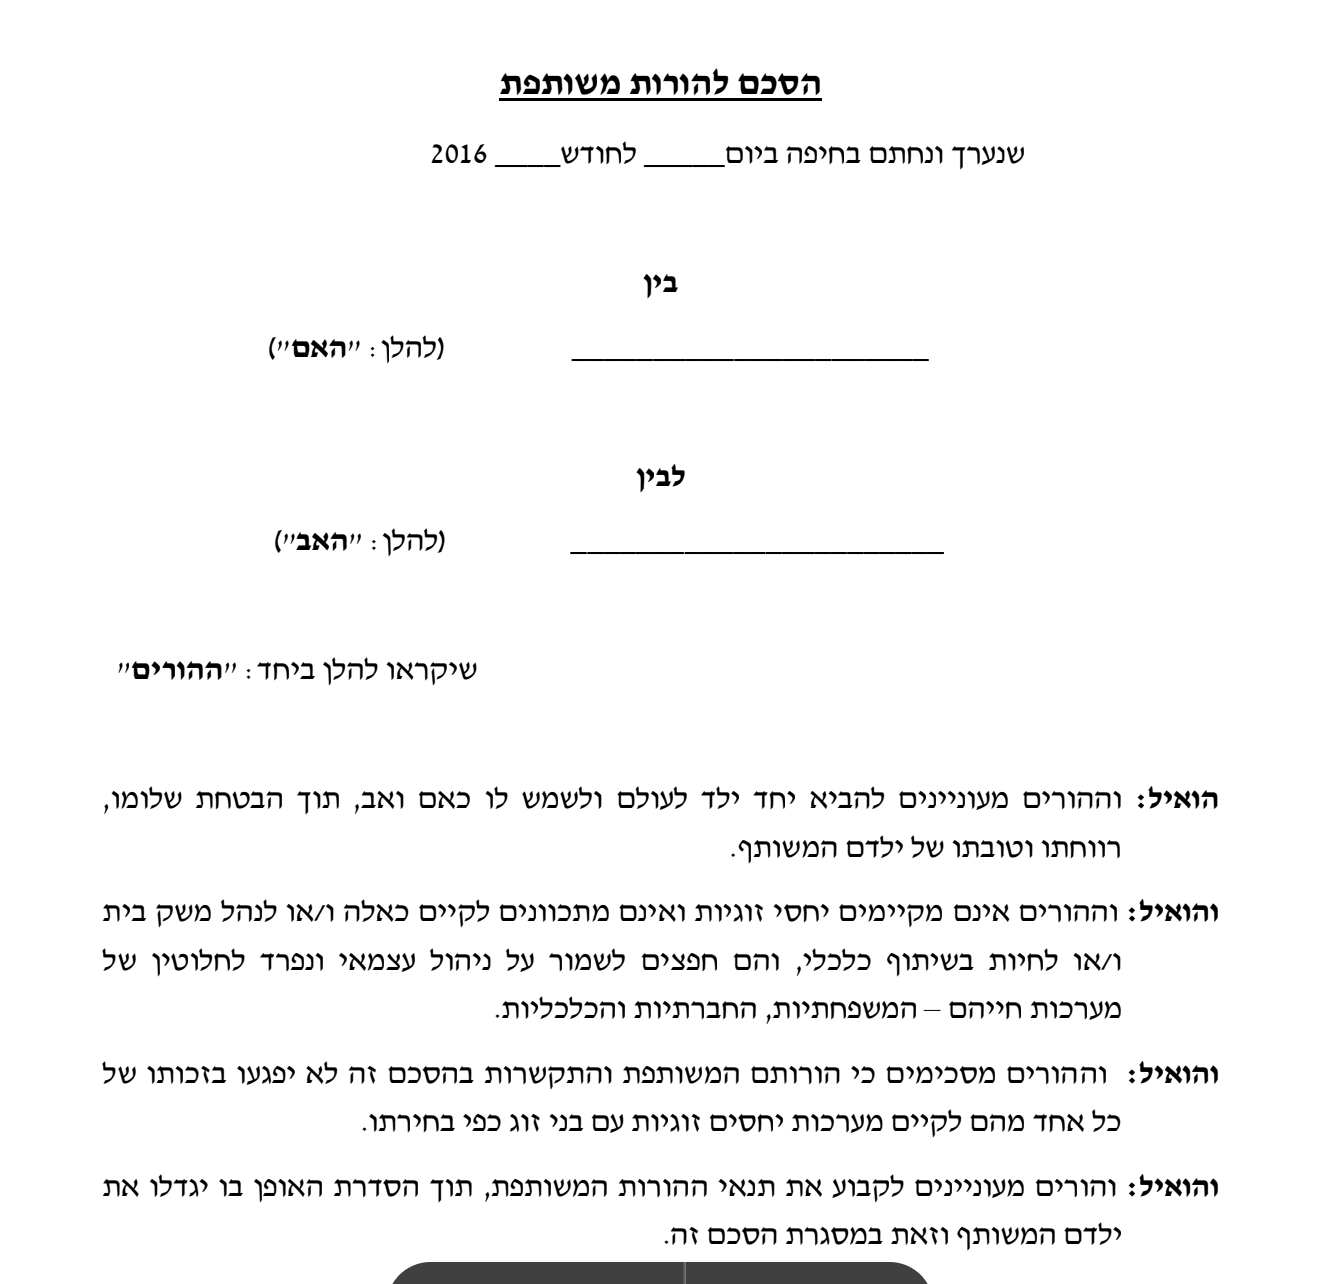 הסכם להורות משותפת
שנערך ונחתם בחיפה ביום_____ לחודש____ 2016
בין
______________________ (להלן: "האם")
לבין
_______________________ (להלן: "האב")
שיקראו להלן ביחד: "ההורים"
הואיל: וההורים מעוניינים להביא יחד ילד לעולם ולשמש לו כאם ואב, תוך הבטחת שלומו,
רווחתו וטובתו של ילדם המשותף.
והואיל: וההורים אינם מקיימים יחסי זוגיות ואינם מתכוונים לקיים כאלה ו/או לנהל משק בית
ו/או לחיות בשיתוף כלכלי, והם חפצים לשמור על ניהול עצמאי ונפרד לחלוטין של
מערכות חייהם – המשפחתיות, החברתיות והכלכליות.
והואיל: וההורים מסכימים כי הורותם המשותפת והתקשרות בהסכם זה לא יפגעו בזכותו של
כל אחד מהם לקיים מערכות יחסים זוגיות עם בני זוג כפי בחירתו.
והואיל: והורים מעוניינים לקבוע את תנאי ההורות המשותפת, תוך הסדרת האופן בו יגדלו את
ילדם המשותף וזאת במסגרת הסכם זה.